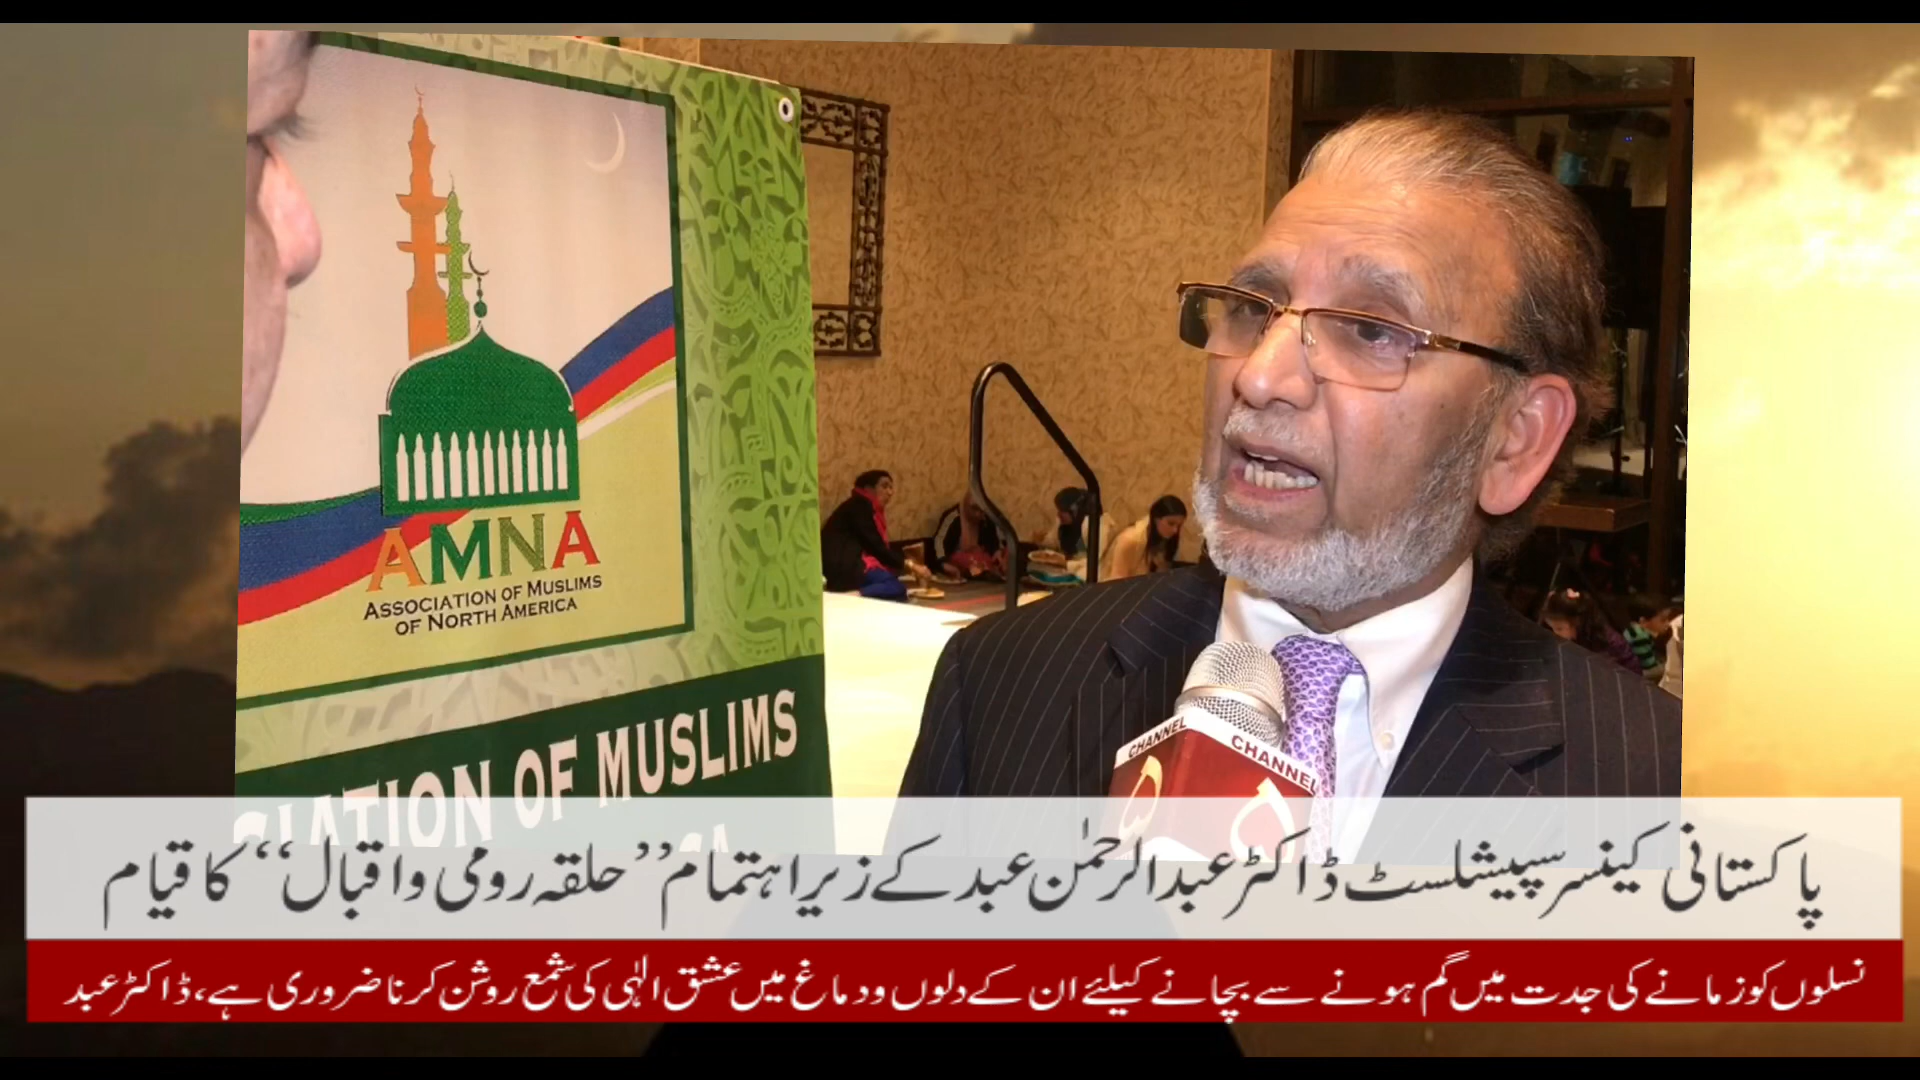 AMNA
ASSOCIATION OF MUSLIMS
OF NORTH AMERICA
ATION OF MUSLIMS
CHANNEL
CHANNEL
۵
پاکستانی کینسر سپیشلسٹ ڈاکٹر عبدالرحمٰن عبد کے زیر اہتمام ’’حلقہ رومی و اقبال‘‘ کا قیام
نسلوں کو زمانے کی جدت میں گم ہونے سے بچانے کیلئے ان کے دلوں و دماغ میں عشق الٰہی کی شمع روشن کرنا ضروری ہے، ڈاکٹر عبد